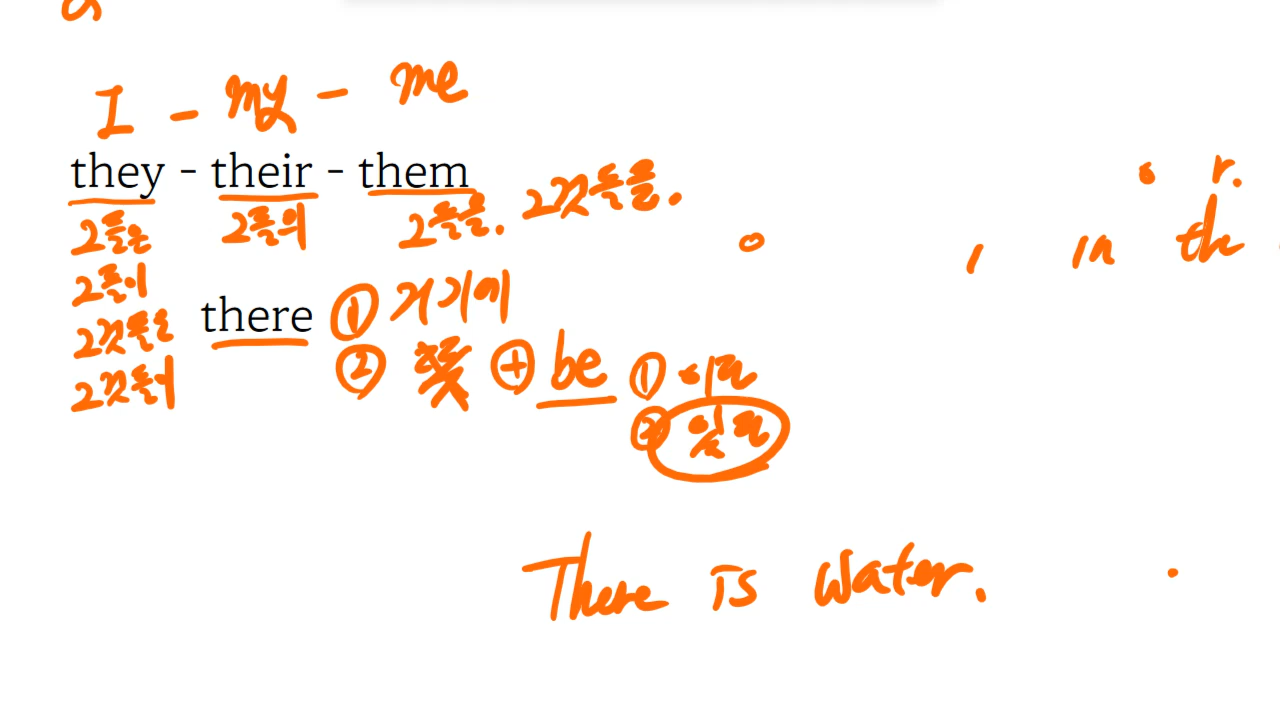 I - my - me
they - their - them
그들은 그들의 그들을. 그것들을.
그들이
그것들은
그것들이
there ① 거기에
② + be ① 이다
② 있다
in the
There is water.